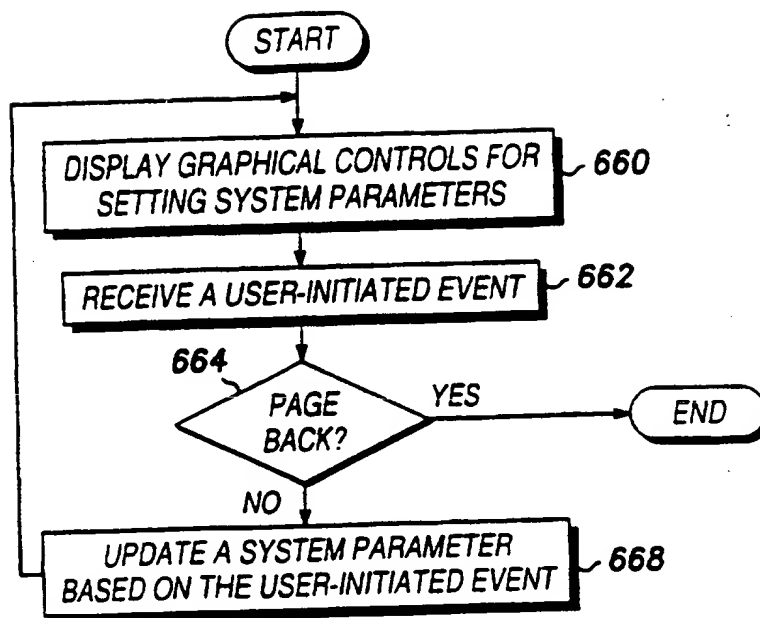 START
DISPLAY GRAPHICAL CONTROLS FOR
SETTING SYSTEM PARAMETERS
660
RECEIVE A USER-INITIATED EVENT
662
664
PAGE
BACK?
YES
END
NO
UPDATE A SYSTEM PARAMETER
BASED ON THE USER-INITIATED EVENT
668